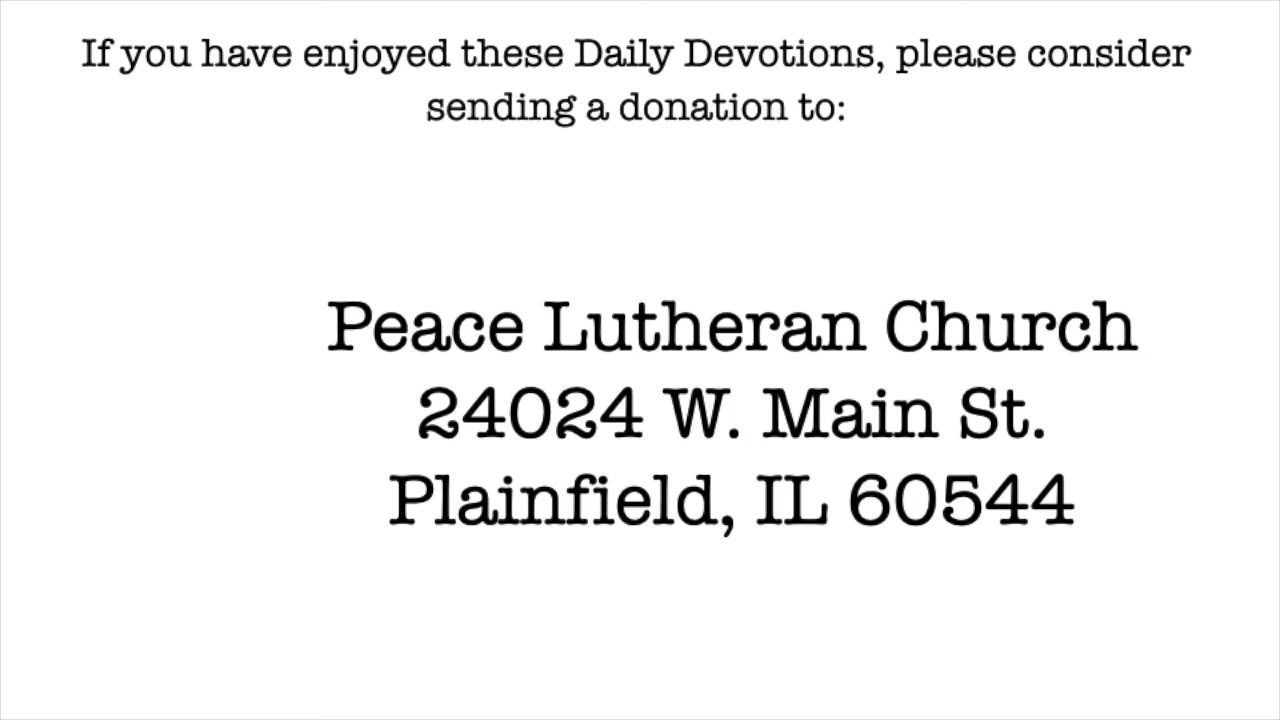 If you have enjoyed these Daily Devotions, please consider
sending a donation to:
Peace Lutheran Church
24024 W. Main St.
Plainfield, IL 60544